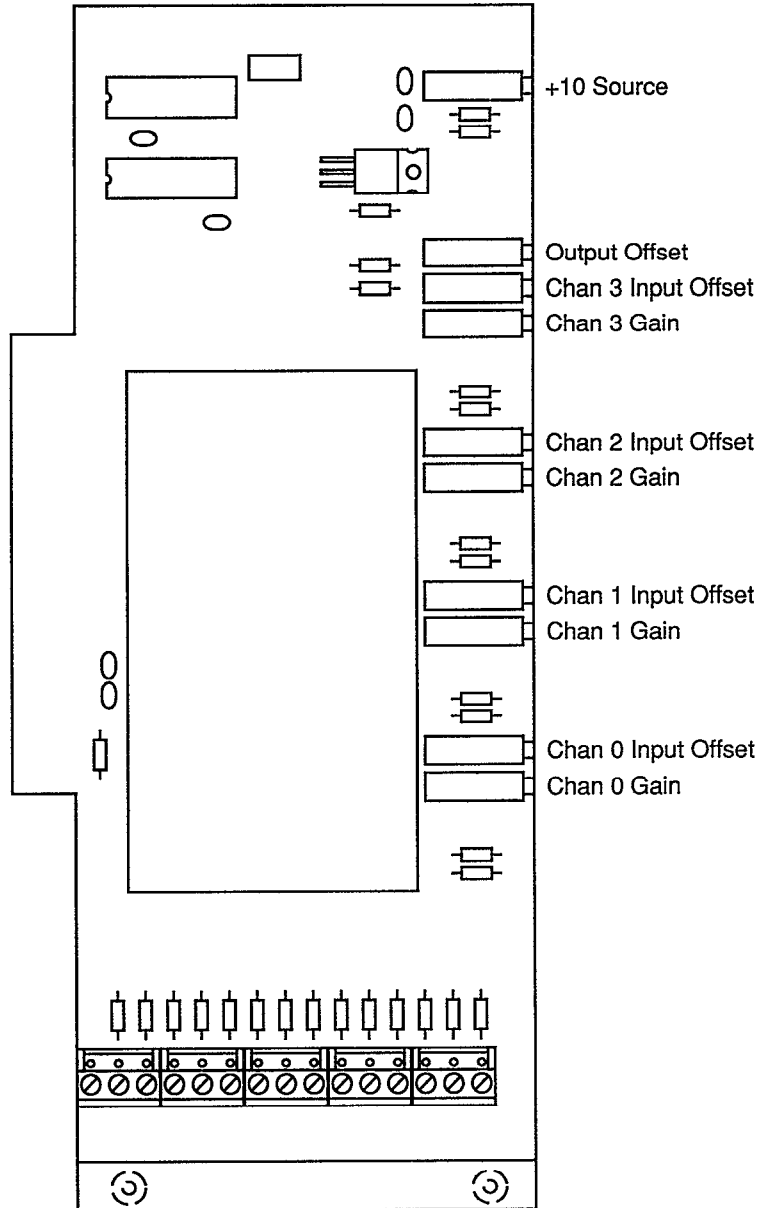 +10 Source
Output Offset
Chan 3 Input Offset
Chan 3 Gain
Chan 2 Input Offset
Chan 2 Gain
Chan 1 Input Offset
Chan 1 Gain
Chan 0 Input Offset
Chan 0 Gain